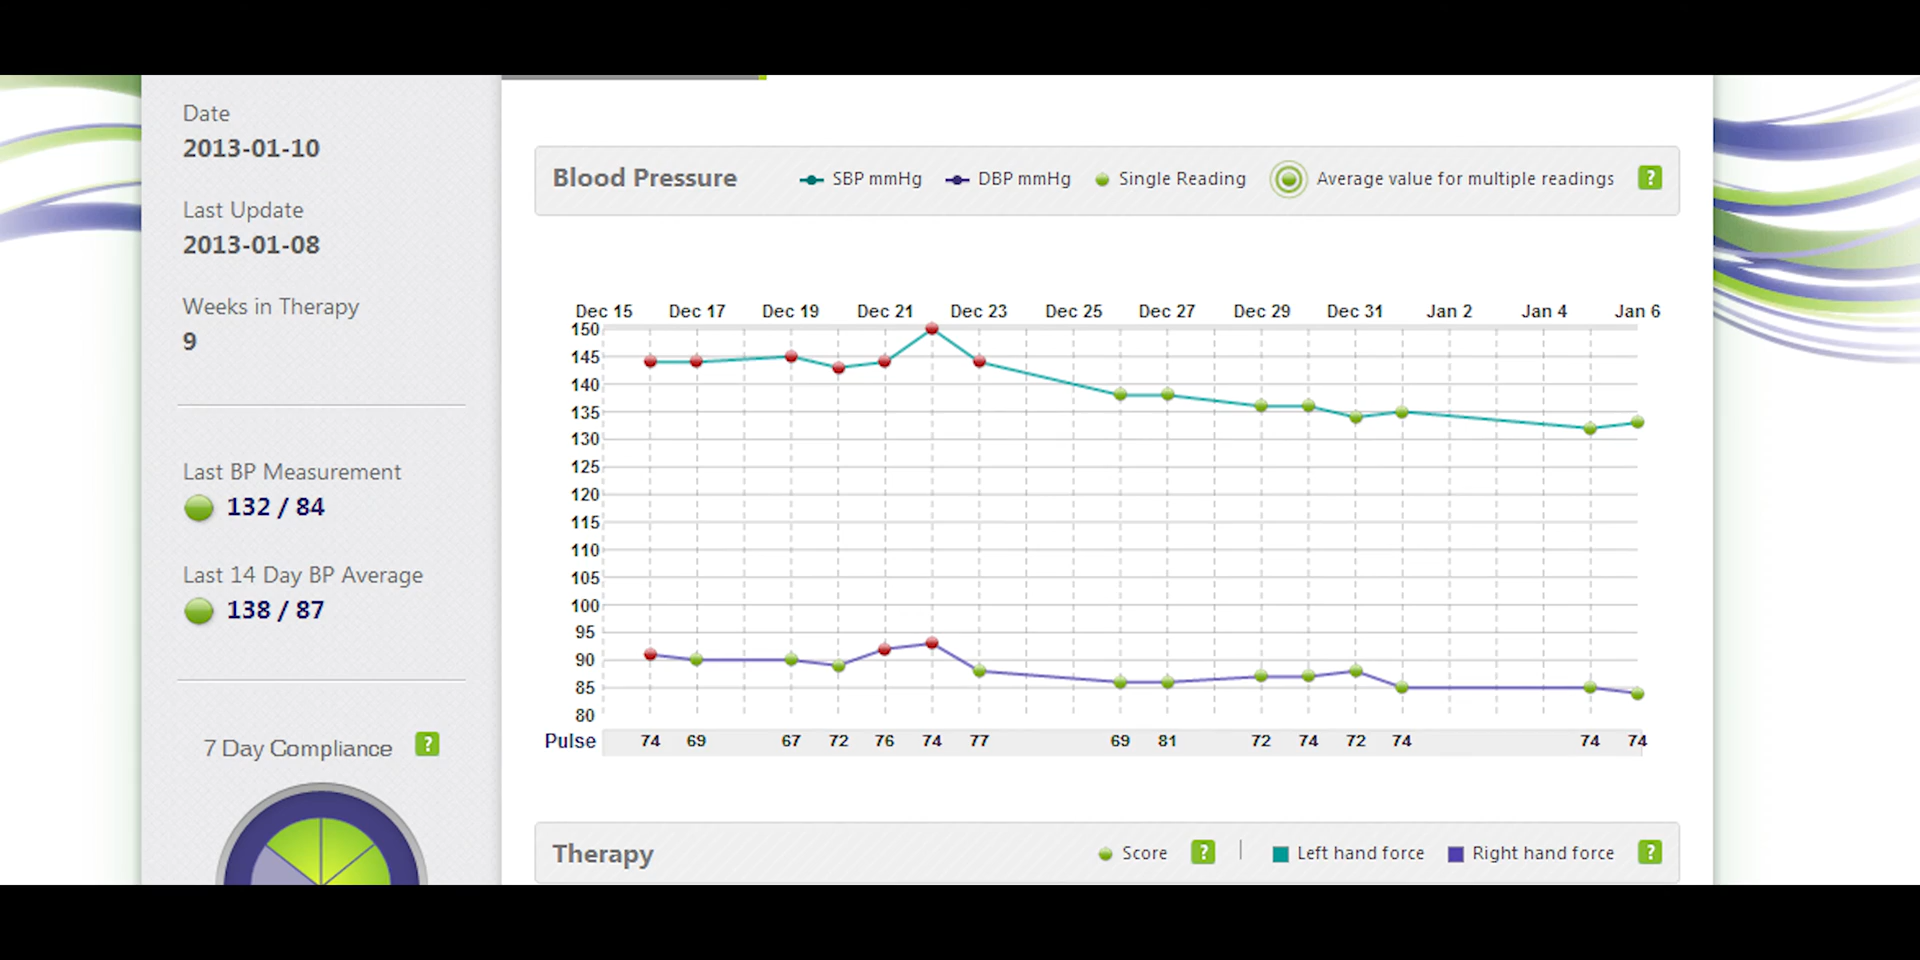 Date
2013-01-10
Last Update
2013-01-08
Weeks in Therapy
9
Last BP Measurement
132 / 84
Last 14 Day BP Average
138 / 87
7 Day Compliance ?
Blood Pressure SBP mmHg DBP mmHg Single Reading Average value for multiple readings ?
Dec 15 Dec 17 Dec 19 Dec 21 Dec 23 Dec 25 Dec 27 Dec 29 Dec 31 Jan 2 Jan 4 Jan 6
150
145
140
135
130
125
120
115
110
105
100
95
90
85
80
Pulse 74 69 67 72 76 74 77 69 81 72 74 72 74 74 74
Therapy Score ? | Left hand force Right hand force ?